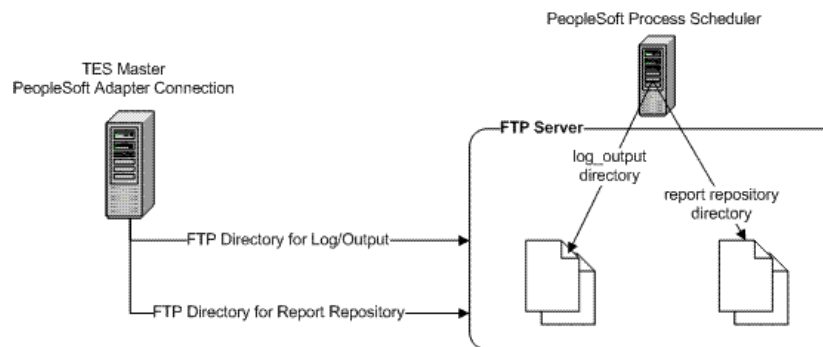 PeopleSoft Process Scheduler
TES Master
PeopleSoft Adapter Connection
FTP Server
log_output
directory
report repository
directory
FTP Directory for Log/Output
FTP Directory for Report Repository